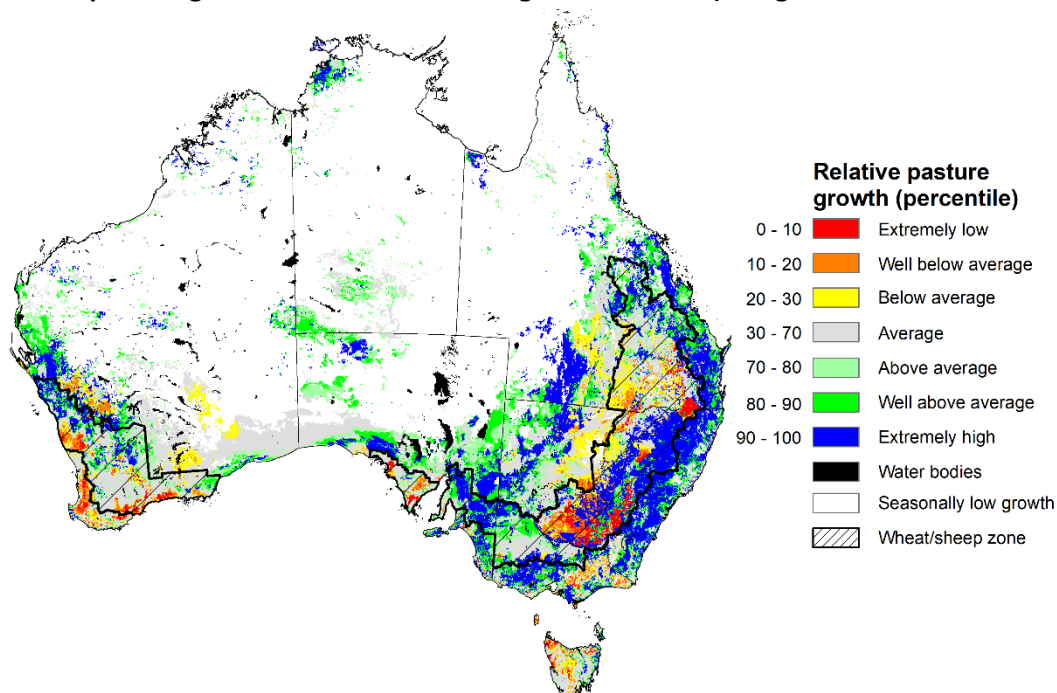 Relative pasture
growth (percentile)
0 - 10 Extremely low
10 - 20 Well below average
20 - 30 Below average
30 - 70 Average
70 - 80 Above average
80 - 90 Well above average
90 - 100 Extremely high
Water bodies
Seasonally low growth
Wheat/sheep zone